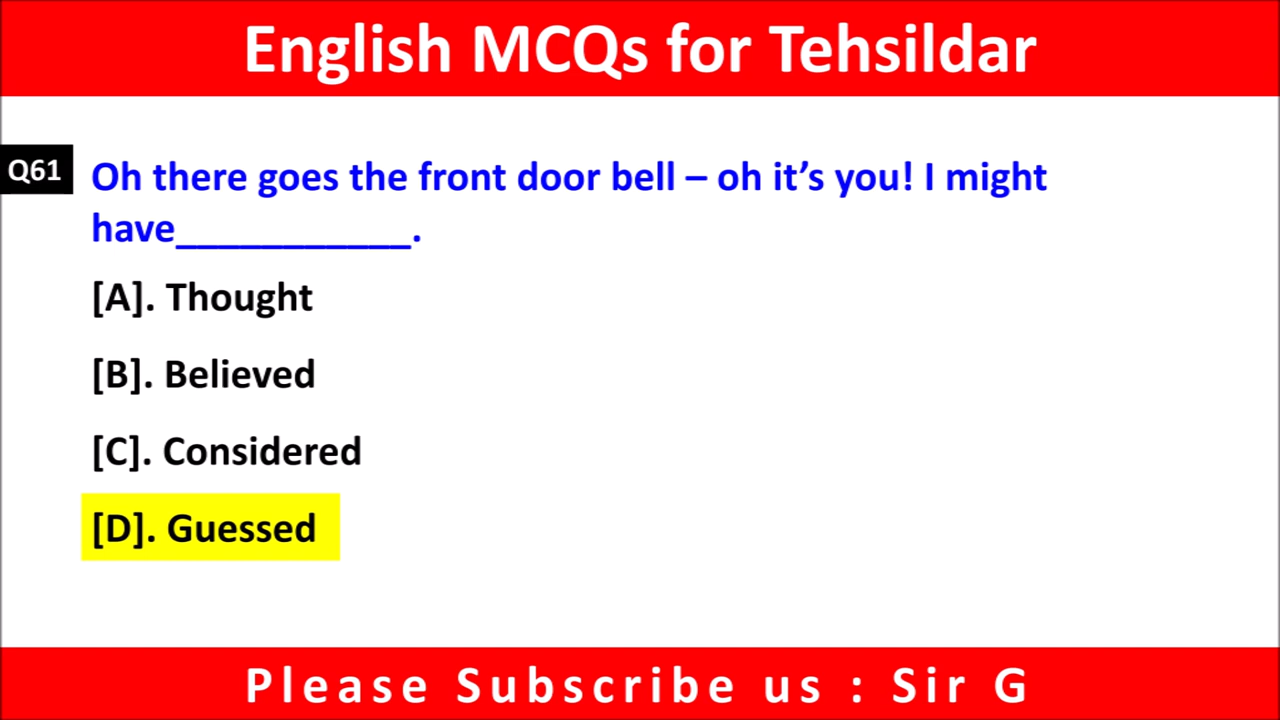 English MCQs for Tehsildar
Q61
Oh there goes the front door bell – oh it’s you! I might
have___________.
[A]. Thought
[B]. Believed
[C]. Considered
[D]. Guessed
Please Subscribe us : Sir G